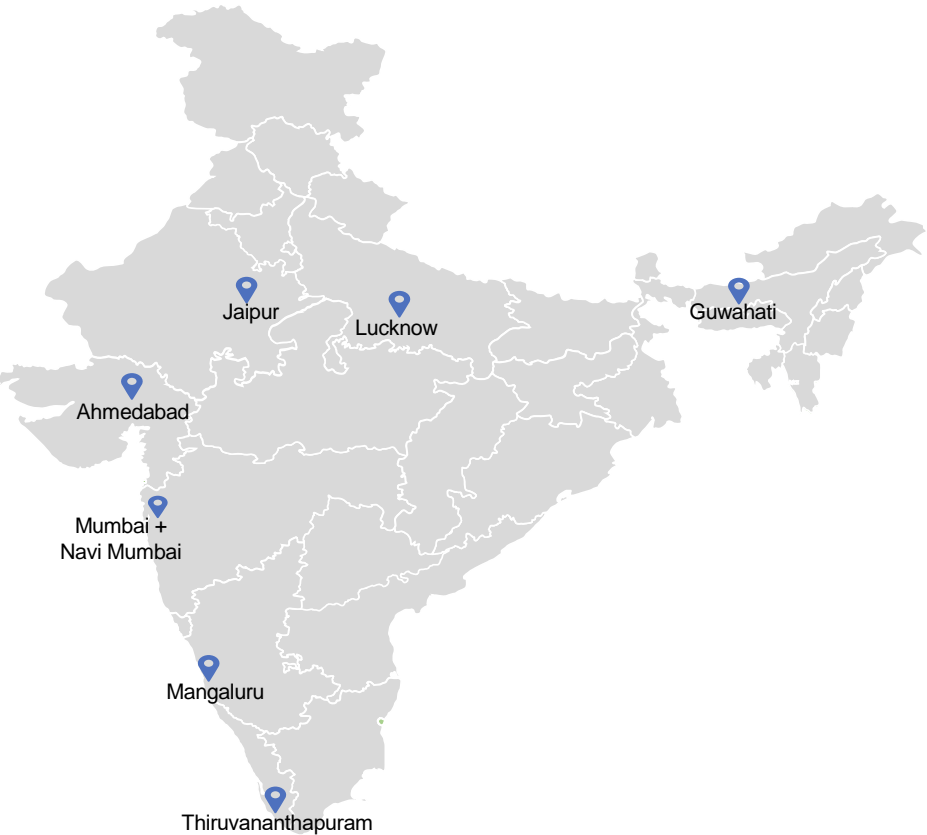 Jaipur
Lucknow
Guwahati
Ahmedabad
Mumbai +
Navi Mumbai
Mangaluru
Thiruvananthapuram